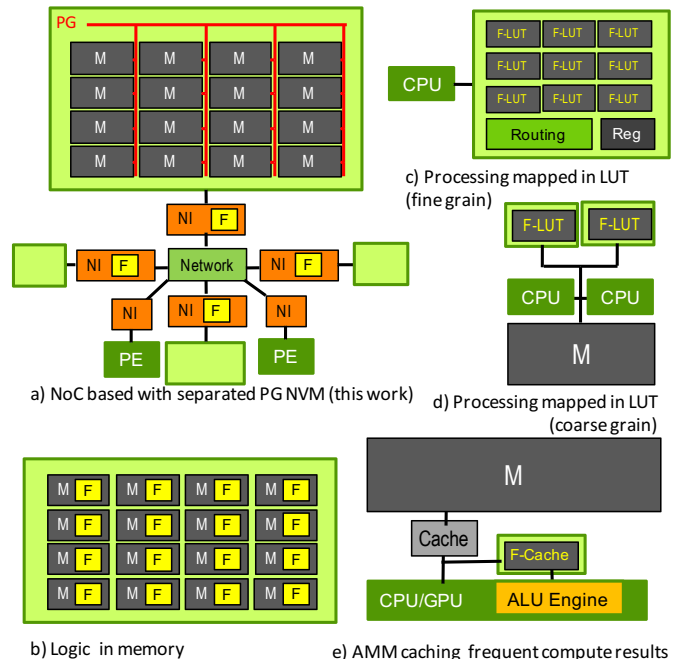 PG
M M M M
M M M M
M M M M
M M M M
NI F
NI F Network NI F
NI NI F NI
PE PE
a) NoC based with separated PG NVM (this work)
M F M F M F M F
M F M F M F M F
M F M F M F M F
M F M F M F M F
b) Logic in memory
CPU
F-LUT F-LUT F-LUT
F-LUT F-LUT F-LUT
F-LUT F-LUT F-LUT
Routing Reg
c) Processing mapped in LUT
(fine grain)
F-LUT F-LUT
CPU CPU
M
d) Processing mapped in LUT
(coarse grain)
M
Cache
F-Cache
CPU/GPU ALU Engine
e) AMM caching frequent compute results